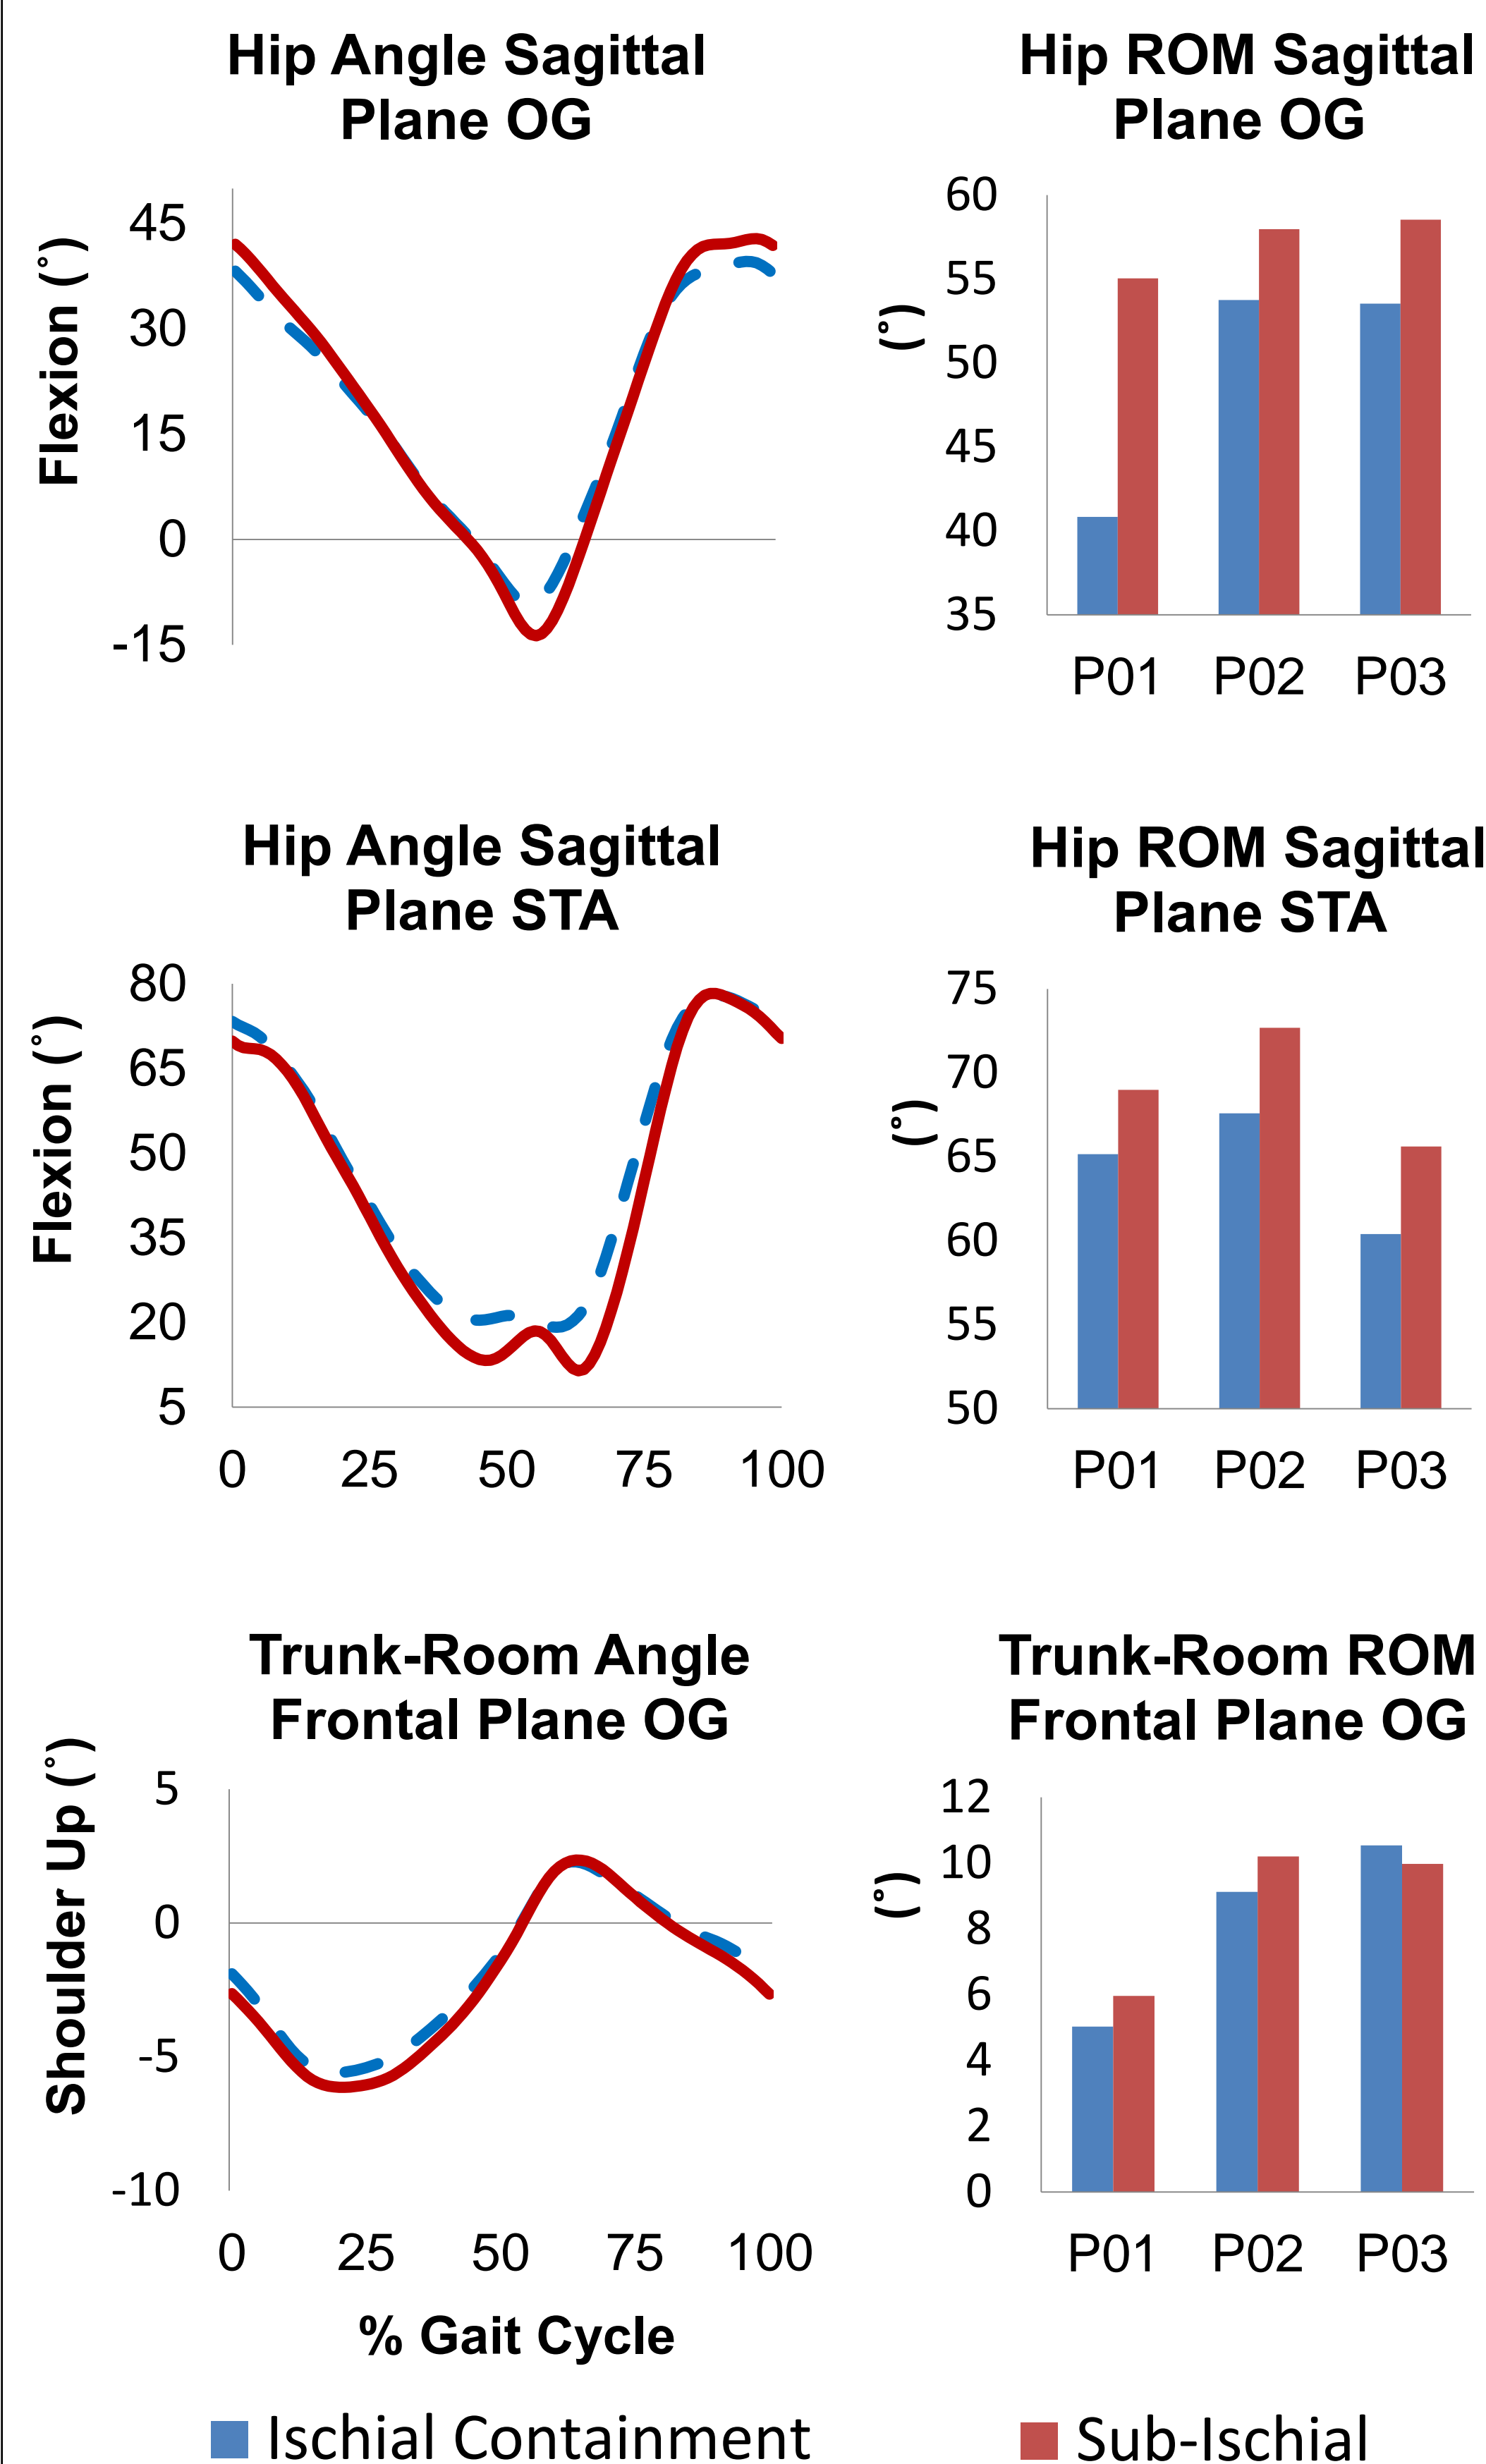 Hip Angle Sagittal
Plane OG
Flexion (°)
45
30
15
0
-15
Hip ROM Sagittal
Plane OG
(°)
60
55
50
45
40
35
P01 P02 P03
Hip Angle Sagittal
Plane STA
Flexion (°)
80
65
50
35
20
5
0 25 50 75 100
Hip ROM Sagittal
Plane STA
(°)
75
70
65
60
55
50
P01 P02 P03
Trunk-Room Angle
Frontal Plane OG
Shoulder Up (°)
5
0
-5
-10
0 25 50 75 100
% Gait Cycle
Trunk-Room ROM
Frontal Plane OG
(°)
12
10
8
6
4
2
0
P01 P02 P03
Ischial Containment
Sub-Ischial